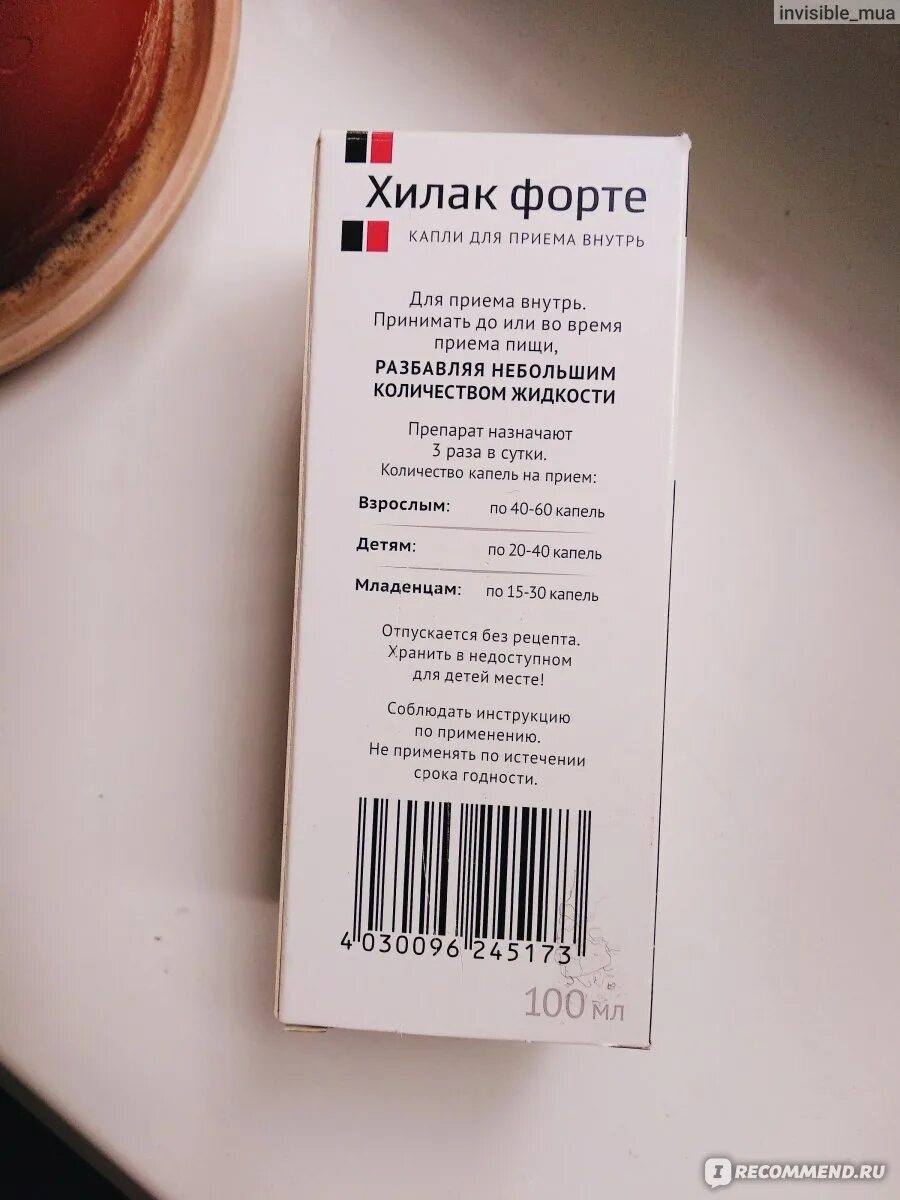 invisible_mua
Хилак форте
КАПЛИ ДЛЯ ПРИЕМА ВНУТРЬ
Для приема внутрь.
Принимать до или во время
приема пищи,
РАЗБАВЛЯЯ НЕБОЛЬШИМ
КОЛИЧЕСТВОМ ЖИДКОСТИ
Препарат назначают
3 раза в сутки.
Количество капель на прием:
Взрослым: по 40-60 капель
Детям: по 20-40 капель
Младенцам: по 15-30 капель
Отпускается без рецепта.
Хранить в недоступном
для детей месте!
Соблюдать инструкцию
по применению.
Не применять по истечении
срока годности.
4 030096 245173
100 мл
I RECOMMEND.RU